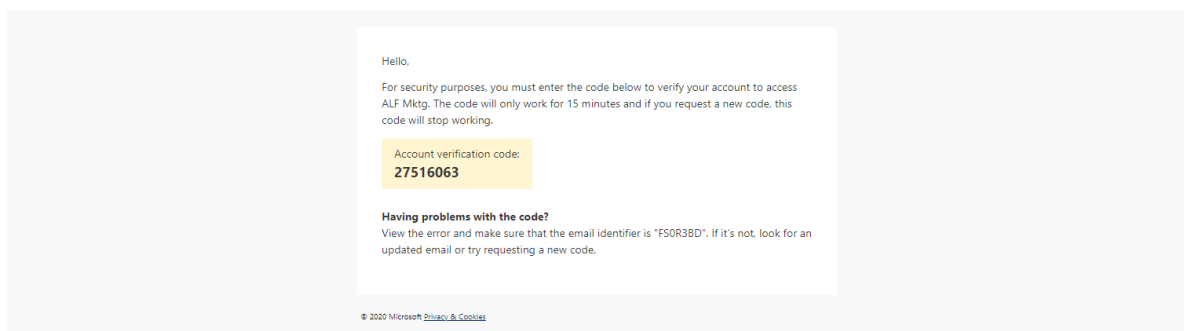 Hello,
For security purposes, you must enter the code below to verify your account to access
ALF Mktg. The code will only work for 15 minutes and if you request a new code, this
code will stop working.
Account verification code:
27516063
Having problems with the code?
View the error and make sure that the email identifier is "FS0R3BD". If it's not, look for an
updated email or try requesting a new code.
© 2020 Microsoft Privacy & Cookies